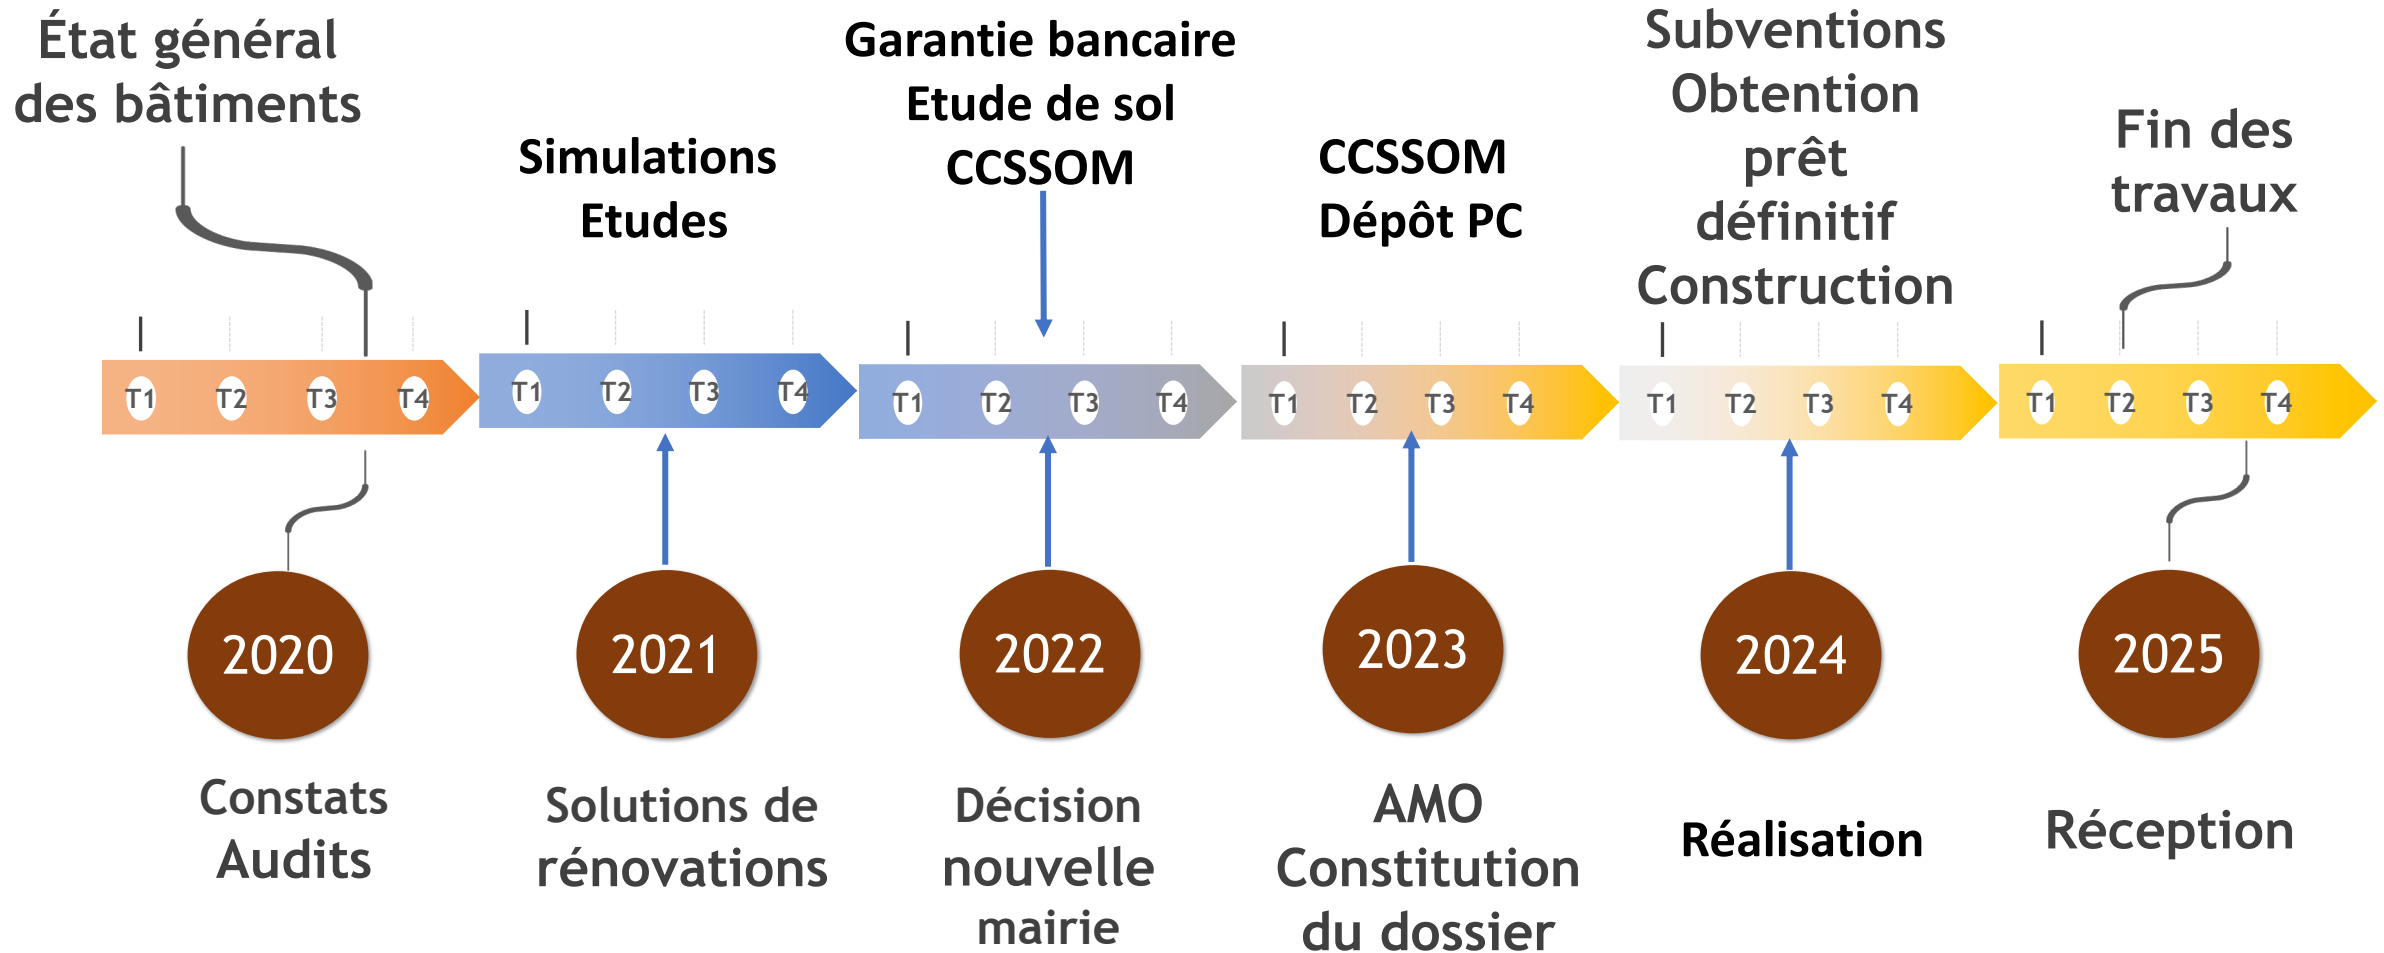 État général
des bâtiments
Simulations
Etudes
Garantie bancaire
Etude de sol
CCSSOM
CCSSOM
Dépôt PC
Subventions
Obtention
prêt
définitif
Construction
Fin des
travaux
T1 T2 T3 T4
T1 T2 T3 T4
T1 T2 T3 T4
T1 T2 T3 T4
T1 T2 T3 T4
T1 T2 T3 T4
2020
2021
2022
2023
2024
2025
Constats
Audits
Solutions de
rénovations
Décision
nouvelle
mairie
AMO
Constitution
du dossier
Réalisation
Réception